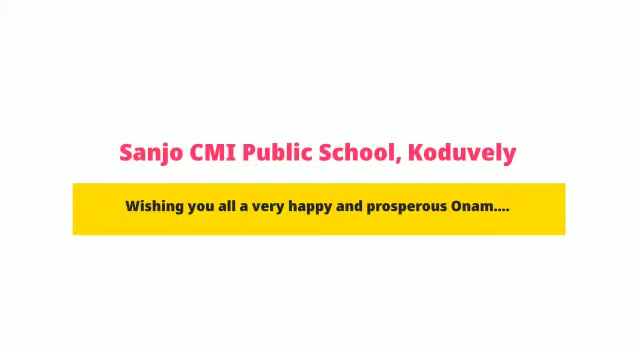 Sanjo CMI Public School, Koduvely
Wishing you all a very happy and prosperous Onam....